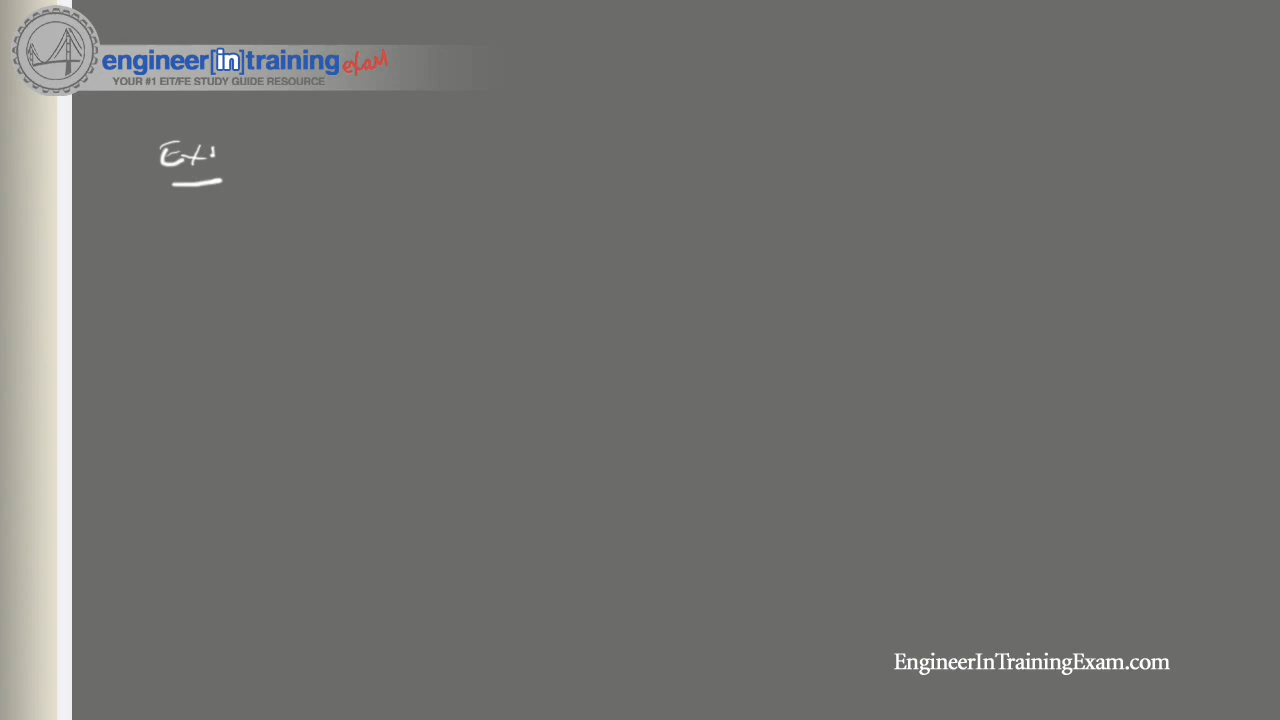 engineer[in]training exam
YOUR #1 EIT/FE STUDY GUIDE RESOURCE
Ex.
EngineerInTrainingExam.com